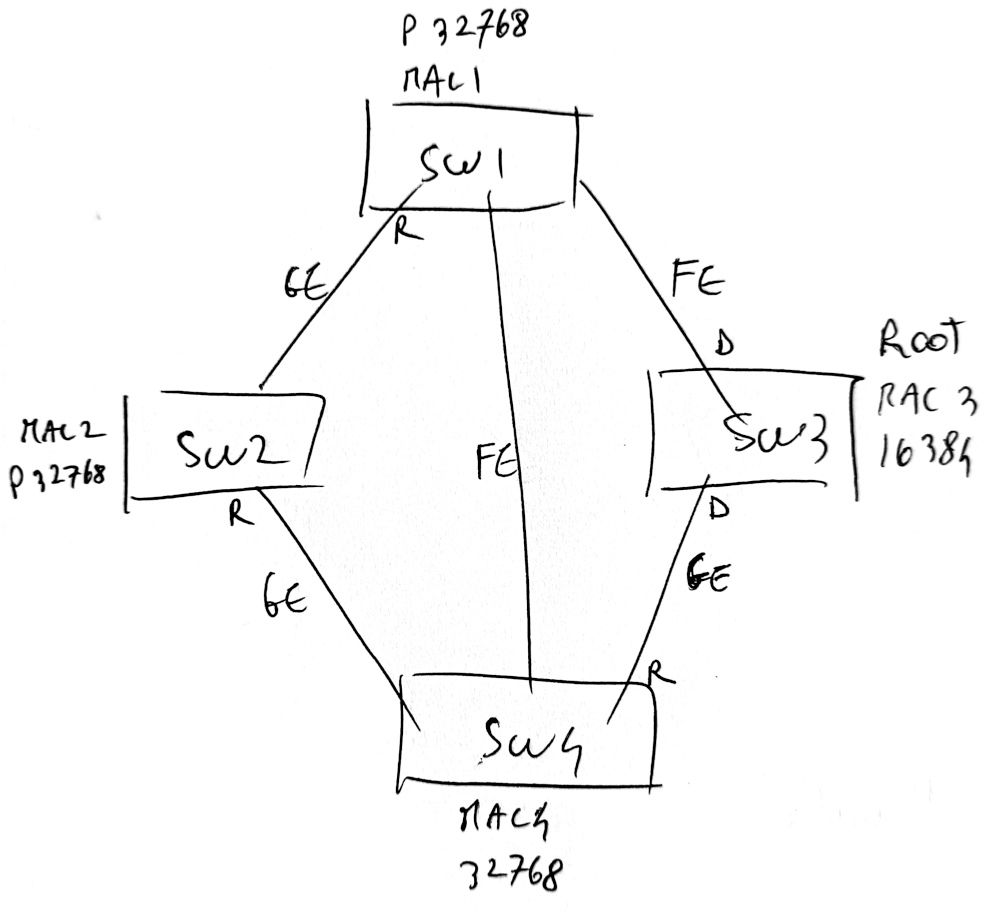 P 32768
MAC1
SW1
R
GE
FE
D
Root
MAC 3
16384
SW3
MAC2
P 32768
SW2
FE
R
D
GE
GE
R
SW4
MAC4
32768